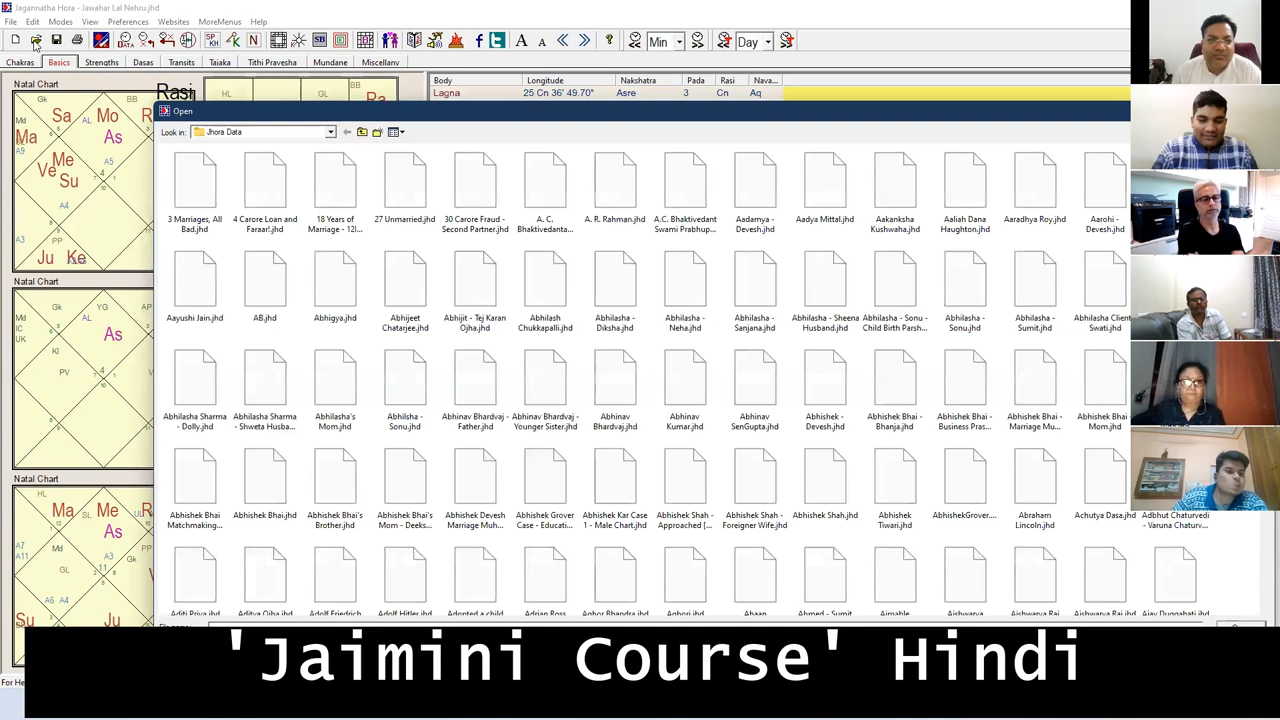 Jagannatha Hora - Jawahar Lal Nehru.jhd
File Edit Modes View Preferences Websites MoreMenus Help
Min Day
Chakras Basics Strengths Dasas Transits Tajaka Tithi Pravesha Mundane Miscellany
Natal Chart
Rasi
Body Longitude Nakshatra Pada Rasi Nava...
Lagna 25 Cn 36' 49.70" Asre 3 Cn Aq
Open
Look in: Jhora Data
3 Marriages, All Bad.jhd
4 Carore Loan and Faraar!.jhd
18 Years of Marriage - 12l...
27 Unmarried.jhd
30 Carore Fraud - Second Partner.jhd
A. C. Bhaktivedanta...
A. R. Rahman.jhd
A.C. Bhaktivedant Swami Prabhup...
Aadarnya - Devesh.jhd
Aadya Mittal.jhd
Aakanksha Kushwaha.jhd
Aaliah Dana Haughton.jhd
Aaradhya Roy.jhd
Aarohi - Devesh.jhd
Aayushi Jain.jhd
AB.jhd
Abhigya.jhd
Abhijeet Chatarjee.jhd
Abhijit - Tej Karan Ojha.jhd
Abhilash Chukkapalli.jhd
Abhilasha - Diksha.jhd
Abhilasha - Neha.jhd
Abhilasha - Sanjana.jhd
Abhilasha - Sheena Husband.jhd
Abhilasha - Sonu - Child Birth Parsh...
Abhilasha - Sonu.jhd
Abhilasha - Sumit.jhd
Abhilasha Client Swati.jhd
Abhilasha Sharma - Dolly.jhd
Abhilasha Sharma - Shweta Husba...
Abhilasha's Mom.jhd
Abhilsha - Sonu.jhd
Abhinav Bhardvaj - Father.jhd
Abhinav Bhardvaj - Younger Sister.jhd
Abhinav Bhardvaj.jhd
Abhinav Kumar.jhd
Abhinav SenGupta.jhd
Abhishek - Devesh.jhd
Abhishek Bhai - Bhanja.jhd
Abhishek Bhai - Business Pras...
Abhishek Bhai - Marriage Mu...
Abhishek Bhai - Mom.jhd
Abhishek Bhai Matchmaking...
Abhishek Bhai.jhd
Abhishek Bhai's Brother.jhd
Abhishek Bhai's Mom - Deeks...
Abhishek Devesh Marriage Muh...
Abhishek Grover Case - Educati...
Abhishek Kar Case 1 - Male Chart.jhd
Abhishek Shah - Approached [...
Abhishek Shah - Foreigner Wife.jhd
Abhishek Shah.jhd
Abhishek Tiwari.jhd
AbhishekGrover....
Abraham Lincoln.jhd
Achutya Dasa.jhd
Adbhut Chaturvedi - Varuna Chaturv...
Natal Chart
Natal Chart
'Jaimini Course' Hindi